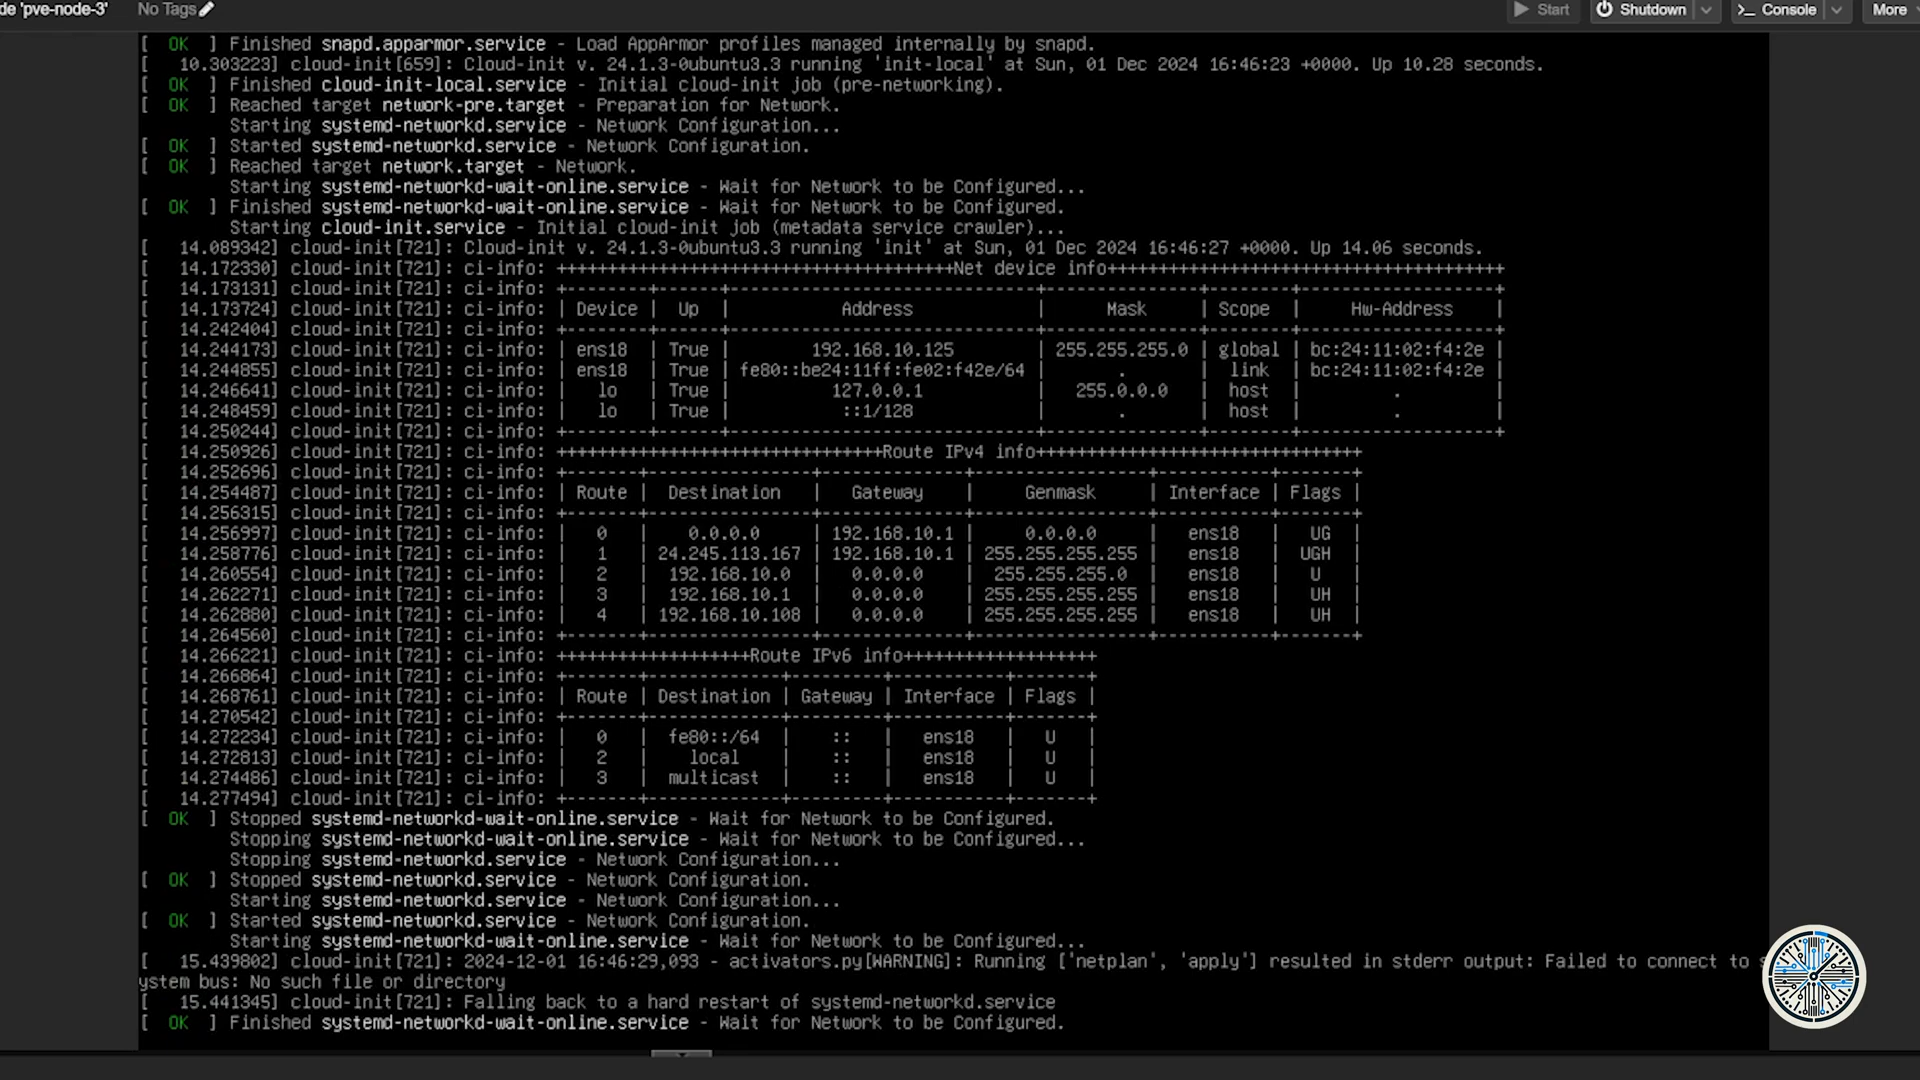 de 'pve-node-3' No Tags Start Shutdown Console More
[ OK ] Finished snapd.apparmor.service - Load AppArmor profiles managed internally by snapd.
[ 10.303223] cloud-init[659]: Cloud-init v. 24.1.3-0ubuntu3.3 running 'init-local' at Sun, 01 Dec 2024 16:46:23 +0000. Up 10.28 seconds.
[ OK ] Finished cloud-init-local.service - Initial cloud-init job (pre-networking).
[ OK ] Reached target network-pre.target - Preparation for Network.
Starting systemd-networkd.service - Network Configuration...
[ OK ] Started systemd-networkd.service - Network Configuration.
[ OK ] Reached target network.target - Network.
Starting systemd-networkd-wait-online.service - Wait for Network to be Configured...
[ OK ] Finished systemd-networkd-wait-online.service - Wait for Network to be Configured.
Starting cloud-init.service - Initial cloud-init job (metadata service crawler)...
[ 14.089342] cloud-init[721]: Cloud-init v. 24.1.3-0ubuntu3.3 running 'init' at Sun, 01 Dec 2024 16:46:27 +0000. Up 14.06 seconds.
[ 14.172330] cloud-init[721]: ci-info: +++++++++++++++++++++++++++++++++++++++Net device info+++++++++++++++++++++++++++++++++++++++
[ 14.173131] cloud-init[721]: ci-info: +--------+------+------------------------------+---------------+--------+-------------------+
[ 14.173724] cloud-init[721]: ci-info: | Device | Up | Address | Mask | Scope | Hw-Address |
[ 14.242404] cloud-init[721]: ci-info: +--------+------+------------------------------+---------------+--------+-------------------+
[ 14.244173] cloud-init[721]: ci-info: | ens18 | True | 192.168.10.125 | 255.255.255.0 | global | bc:24:11:02:f4:2e |
[ 14.244855] cloud-init[721]: ci-info: | ens18 | True | fe80::be24:11ff:fe02:f42e/64 | . | link | bc:24:11:02:f4:2e |
[ 14.246641] cloud-init[721]: ci-info: | lo | True | 127.0.0.1 | 255.0.0.0 | host | . |
[ 14.248459] cloud-init[721]: ci-info: | lo | True | ::1/128 | . | host | . |
[ 14.250244] cloud-init[721]: ci-info: +--------+------+------------------------------+---------------+--------+-------------------+
[ 14.250926] cloud-init[721]: ci-info: ++++++++++++++++++++++++++++++++Route IPv4 info++++++++++++++++++++++++++++++++
[ 14.252696] cloud-init[721]: ci-info: +-------+----------------+--------------+-----------------+-----------+-------+
[ 14.254487] cloud-init[721]: ci-info: | Route | Destination | Gateway | Genmask | Interface | Flags |
[ 14.256315] cloud-init[721]: ci-info: +-------+----------------+--------------+-----------------+-----------+-------+
[ 14.256997] cloud-init[721]: ci-info: | 0 | 0.0.0.0 | 192.168.10.1 | 0.0.0.0 | ens18 | UG |
[ 14.258776] cloud-init[721]: ci-info: | 1 | 24.245.113.167 | 192.168.10.1 | 255.255.255.255 | ens18 | UGH |
[ 14.260554] cloud-init[721]: ci-info: | 2 | 192.168.10.0 | 0.0.0.0 | 255.255.255.0 | ens18 | U |
[ 14.262271] cloud-init[721]: ci-info: | 3 | 192.168.10.1 | 0.0.0.0 | 255.255.255.255 | ens18 | UH |
[ 14.262880] cloud-init[721]: ci-info: | 4 | 192.168.10.108 | 0.0.0.0 | 255.255.255.255 | ens18 | UH |
[ 14.264560] cloud-init[721]: ci-info: +-------+----------------+--------------+-----------------+-----------+-------+
[ 14.266221] cloud-init[721]: ci-info: +++++++++++++++++++Route IPv6 info+++++++++++++++++++
[ 14.266864] cloud-init[721]: ci-info: +-------+-------------+---------+-----------+-------+
[ 14.268761] cloud-init[721]: ci-info: | Route | Destination | Gateway | Interface | Flags |
[ 14.270542] cloud-init[721]: ci-info: +-------+-------------+---------+-----------+-------+
[ 14.272234] cloud-init[721]: ci-info: | 0 | fe80::/64 | :: | ens18 | U |
[ 14.272813] cloud-init[721]: ci-info: | 2 | local | :: | ens18 | U |
[ 14.274486] cloud-init[721]: ci-info: | 3 | multicast | :: | ens18 | U |
[ 14.277494] cloud-init[721]: ci-info: +-------+-------------+---------+-----------+-------+
[ OK ] Stopped systemd-networkd-wait-online.service - Wait for Network to be Configured.
Stopping systemd-networkd-wait-online.service - Wait for Network to be Configured...
Stopping systemd-networkd.service - Network Configuration...
[ OK ] Stopped systemd-networkd.service - Network Configuration.
Starting systemd-networkd.service - Network Configuration...
[ OK ] Started systemd-networkd.service - Network Configuration.
Starting systemd-networkd-wait-online.service - Wait for Network to be Configured...
[ 15.439802] cloud-init[721]: 2024-12-01 16:46:29,093 - activators.py[WARNING]: Running ['netplan', 'apply'] resulted in stderr output: Failed to connect to s
ystem bus: No such file or directory
[ 15.441345] cloud-init[721]: Falling back to a hard restart of systemd-networkd.service
[ OK ] Finished systemd-networkd-wait-online.service - Wait for Network to be Configured.